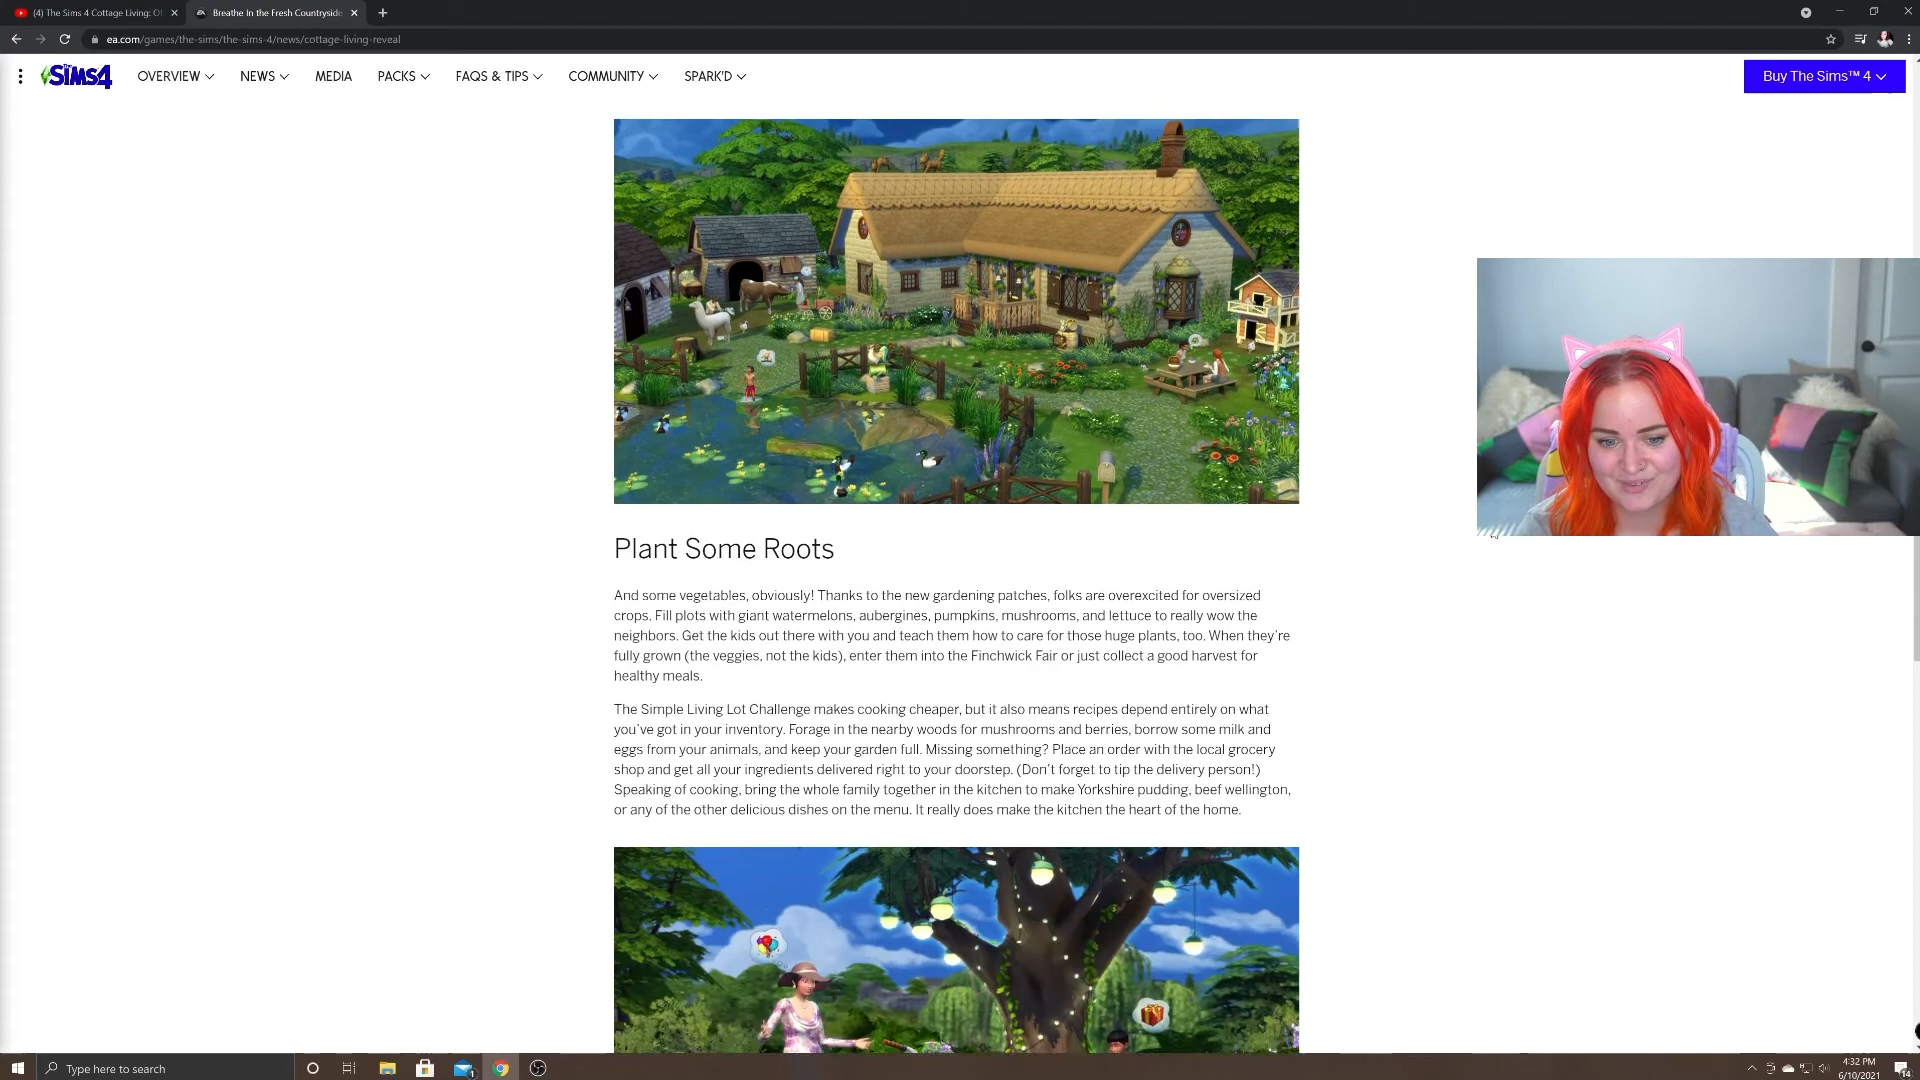 (4) The Sims 4 Cottage Living: Of
Breathe In the Fresh Countryside
ea.com/games/the-sims/the-sims-4/news/cottage-living-reveal
The SiMS4
OVERVIEW
NEWS
MEDIA
PACKS
FAQS & TIPS
COMMUNITY
SPARK'D
Buy The Sims™ 4
Plant Some Roots
And some vegetables, obviously! Thanks to the new gardening patches, folks are overexcited for oversized
crops. Fill plots with giant watermelons, aubergines, pumpkins, mushrooms, and lettuce to really wow the
neighbors. Get the kids out there with you and teach them how to care for those huge plants, too. When they're
fully grown (the veggies, not the kids), enter them into the Finchwick Fair or just collect a good harvest for
healthy meals.
The Simple Living Lot Challenge makes cooking cheaper, but it also means recipes depend entirely on what
you've got in your inventory. Forage in the nearby woods for mushrooms and berries, borrow some milk and
eggs from your animals, and keep your garden full. Missing something? Place an order with the local grocery
shop and get all your ingredients delivered right to your doorstep. (Don't forget to tip the delivery person!)
Speaking of cooking, bring the whole family together in the kitchen to make Yorkshire pudding, beef wellington,
or any of the other delicious dishes on the menu. It really does make the kitchen the heart of the home.
Type here to search
1
4:32 PM
6/10/2021
14